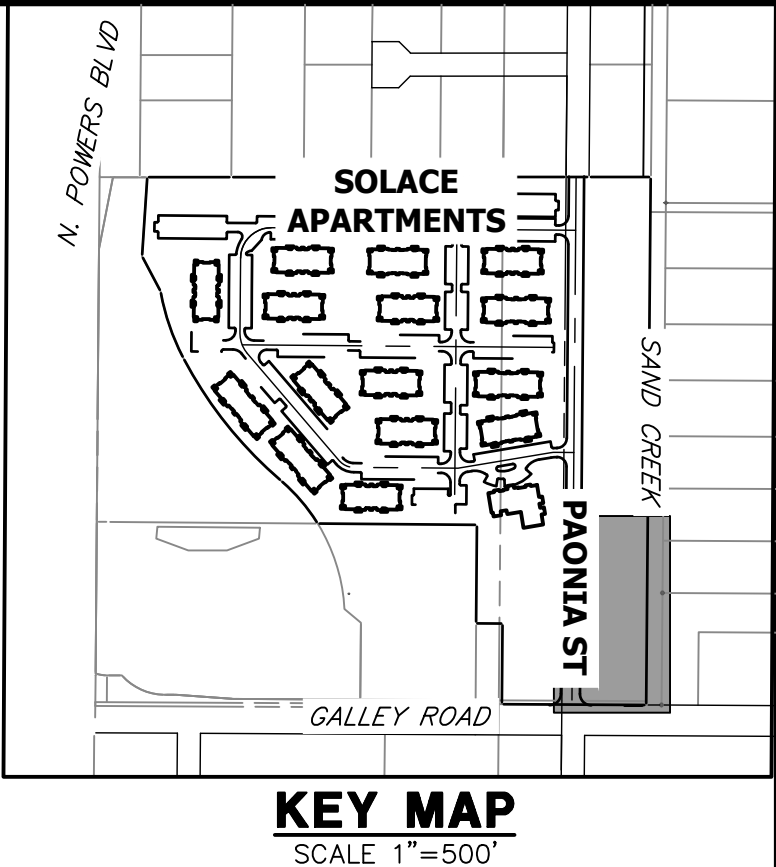 N. POWERS BLVD
SOLACE
APARTMENTS
SAND CREEK
PAONIA ST
GALLEY ROAD
KEY MAP
SCALE 1"=500'